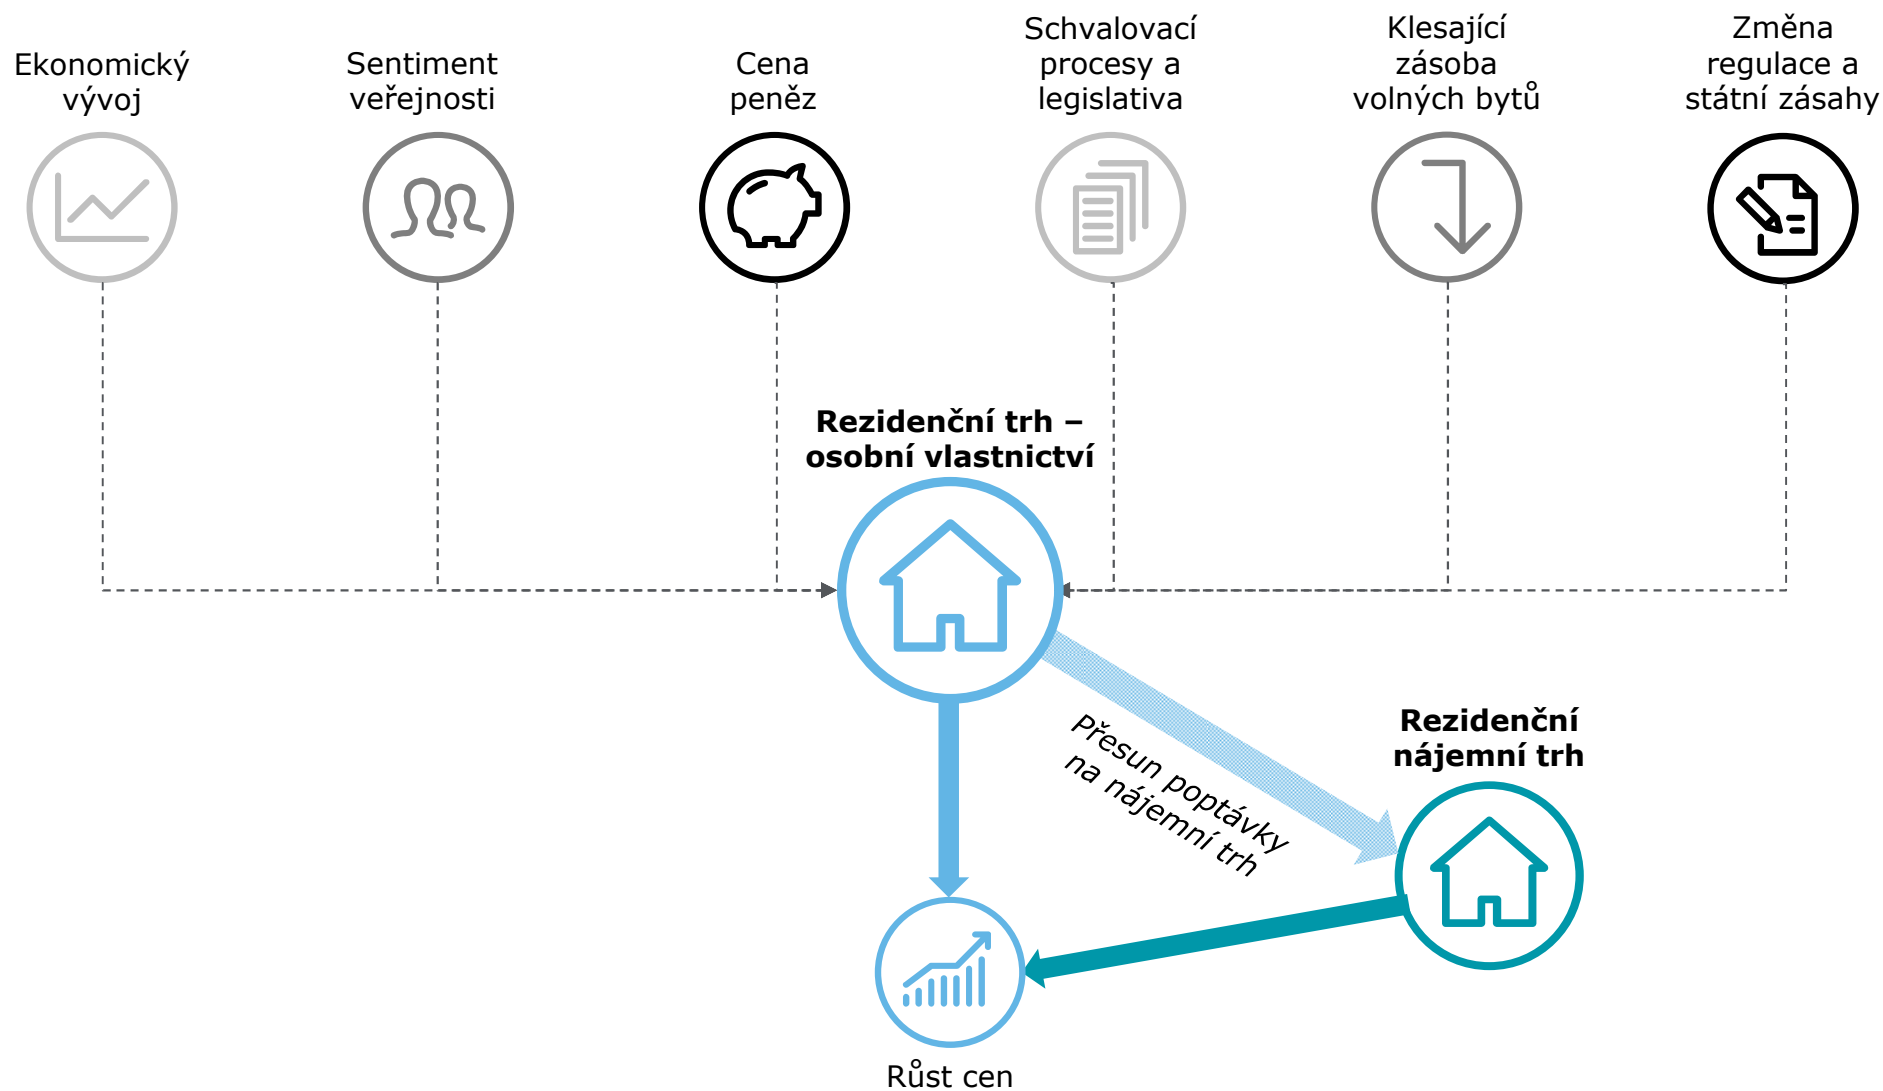 Ekonomický
vývoj
Sentiment
veřejnosti
Cena
peněz
Schvalovací
procesy a
legislativa
Klesající
zásoba
volných bytů
Změna
regulace a
státní zásahy
Rezidenční trh –
osobní vlastnictví
Přesun poptávky
na nájemní trh
Rezidenční
nájemní trh
Růst cen